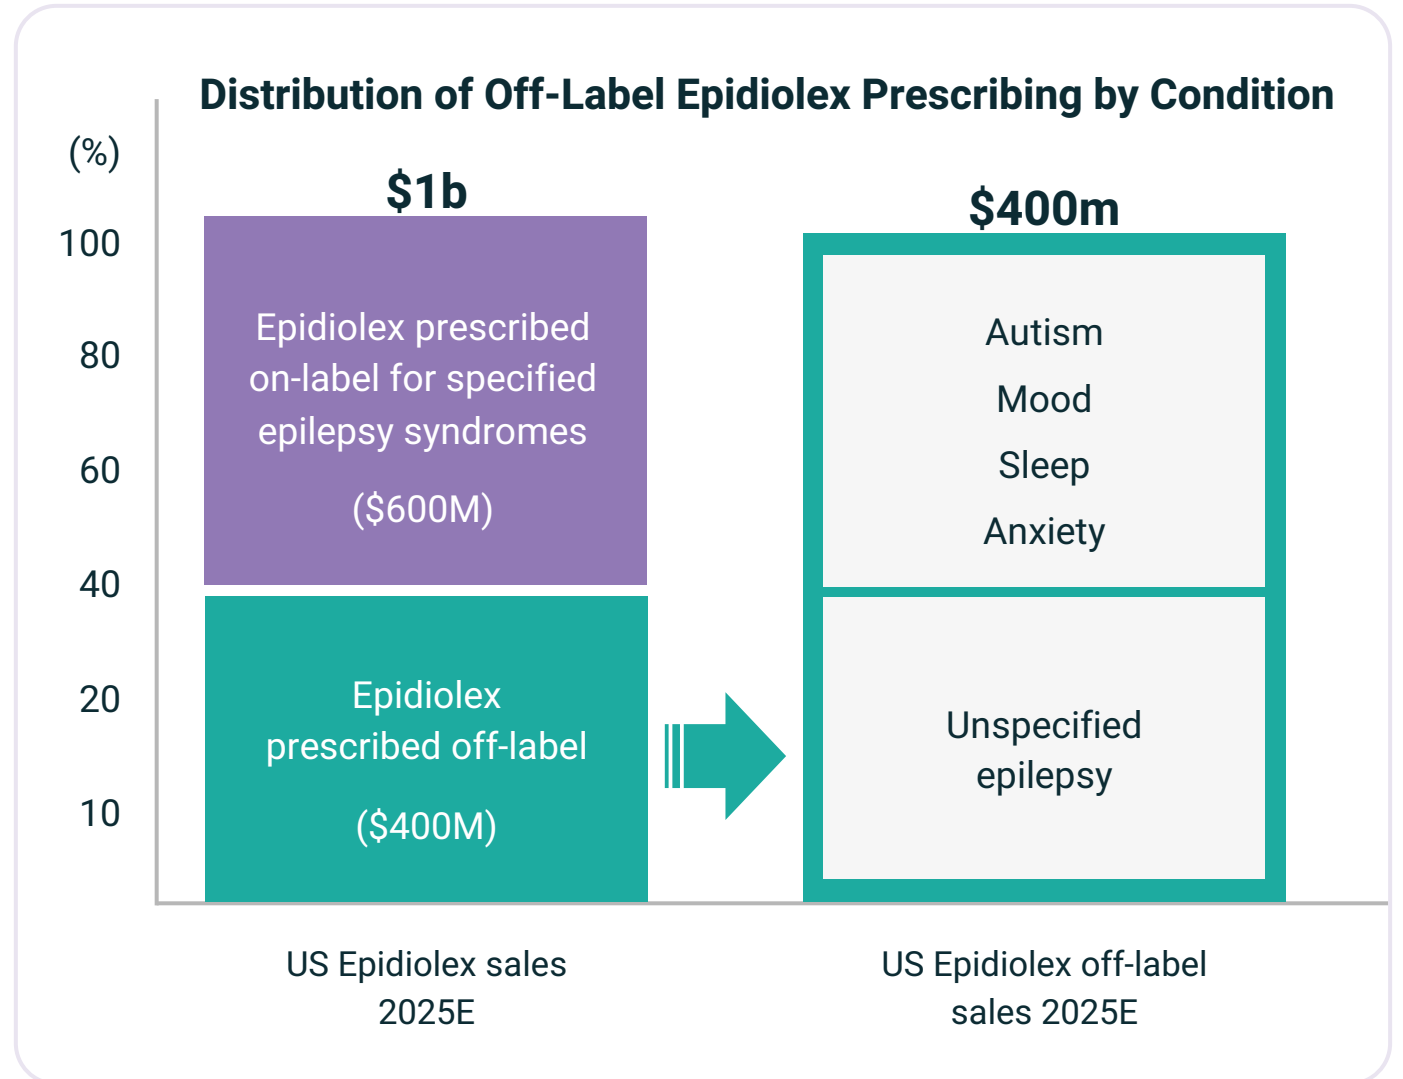 Distribution of Off-Label Epidiolex Prescribing by Condition
(%)
100
80
60
40
20
10
$1b
Epidiolex prescribed
on-label for specified
epilepsy syndromes
($600M)
Epidiolex
prescribed off-label
($400M)
US Epidiolex sales
2025E
$400m
Autism
Mood
Sleep
Anxiety
Unspecified
epilepsy
US Epidiolex off-label
sales 2025E